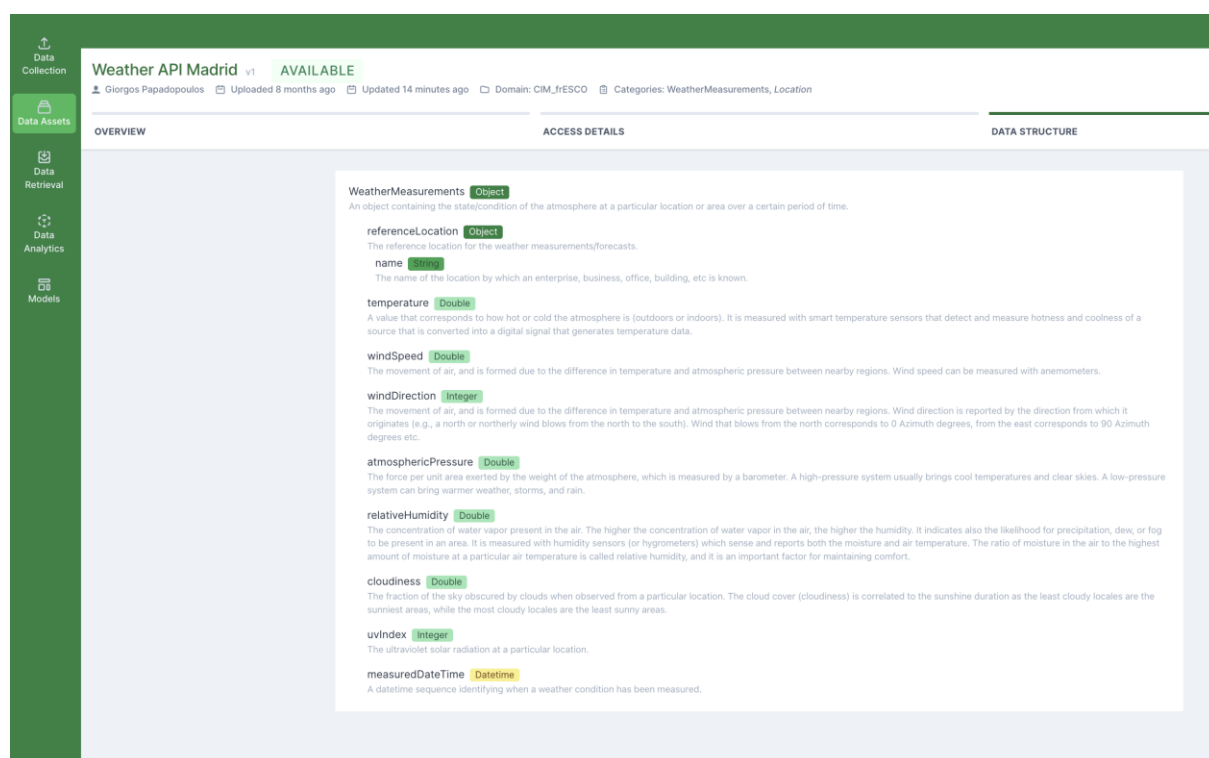 Data
Collection
Data Assets
Data
Retrieval
Data
Analytics
Models
Weather API Madrid v1 AVAILABLE
Giorgos Papadopoulos Uploaded 8 months ago Updated 14 minutes ago Domain: CIM_frESCO Categories: WeatherMeasurements, Location
OVERVIEW ACCESS DETAILS DATA STRUCTURE
WeatherMeasurements Object
An object containing the state/condition of the atmosphere at a particular location or area over a certain period of time.
referenceLocation Object
The reference location for the weather measurements/forecasts.
name String
The name of the location by which an enterprise, business, office, building, etc is known.
temperature Double
A value that corresponds to how hot or cold the atmosphere is (outdoors or indoors). It is measured with smart temperature sensors that detect and measure hotness and coolness of a
source that is converted into a digital signal that generates temperature data.
windSpeed Double
The movement of air, and is formed due to the difference in temperature and atmospheric pressure between nearby regions. Wind speed can be measured with anemometers.
windDirection Integer
The movement of air, and is formed due to the difference in temperature and atmospheric pressure between nearby regions. Wind direction is reported by the direction from which it
originates (e.g., a north or northerly wind blows from the north to the south). Wind that blows from the north corresponds to 0 Azimuth degrees, from the east corresponds to 90 Azimuth
degrees etc.
atmosphericPressure Double
The force per unit area exerted by the weight of the atmosphere, which is measured by a barometer. A high-pressure system usually brings cool temperatures and clear skies. A low-pressure
system can bring warmer weather, storms, and rain.
relativeHumidity Double
The concentration of water vapor present in the air. The higher the concentration of water vapor in the air, the higher the humidity. It indicates also the likelihood for precipitation, dew, or fog
to be present in an area. It is measured with humidity sensors (or hygrometers) which sense and reports both the moisture and air temperature. The ratio of moisture in the air to the highest
amount of moisture at a particular air temperature is called relative humidity, and it is an important factor for maintaining comfort.
cloudiness Double
The fraction of the sky obscured by clouds when observed from a particular location. The cloud cover (cloudiness) is correlated to the sunshine duration as the least cloudy locales are the
sunniest areas, while the most cloudy locales are the least sunny areas.
uvIndex Integer
The ultraviolet solar radiation at a particular location.
measuredDateTime Datetime
A datetime sequence identifying when a weather condition has been measured.